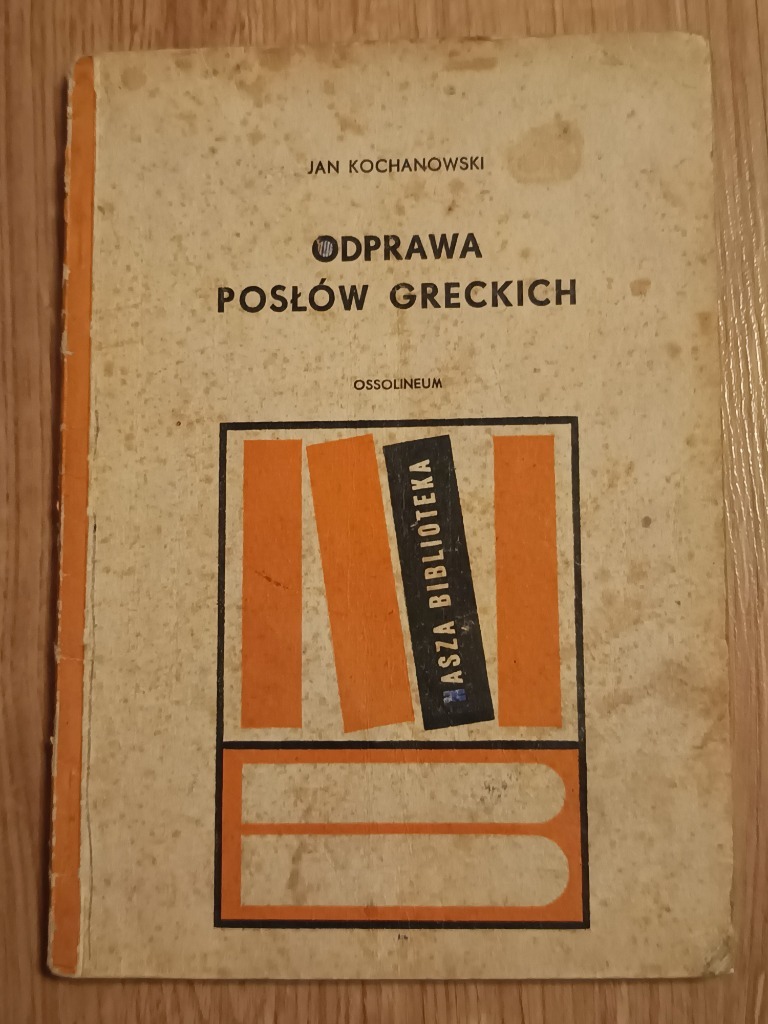 JAN KOCHANOWSKI
ODPRAWA
POSŁÓW GRECKICH
OSSOLINEUM
NASZA BIBLIOTEKA